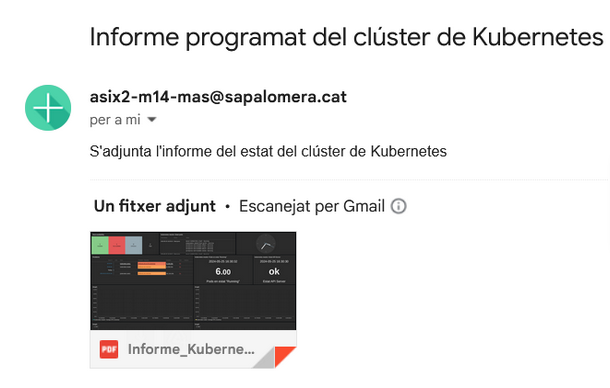 Informe programat del clúster de Kubernetes
asix2-m14-mas@sapalomera.cat
per a mi
S'adjunta l'informe del estat del clúster de Kubernetes
Un fitxer adjunt • Escanejat per Gmail
6.00
ok
PDF Informe_Kuberne...